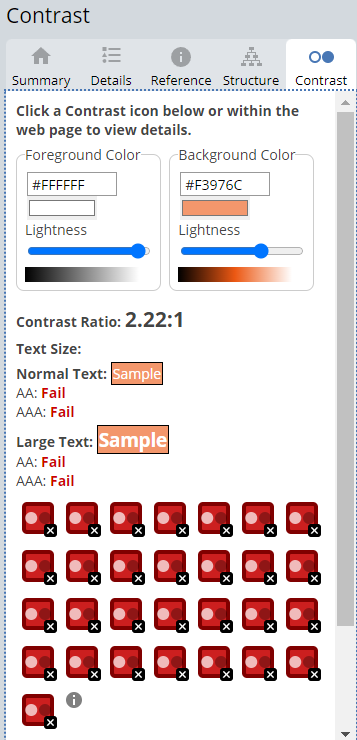 Contrast
Summary Details Reference Structure Contrast
Click a Contrast icon below or within the
web page to view details.
Foreground Color Background Color
#FFFFFF #F3976C
Lightness Lightness
Contrast Ratio: 2.22:1
Text Size:
Normal Text: Sample
AA: Fail
AAA: Fail
Large Text: Sample
AA: Fail
AAA: Fail